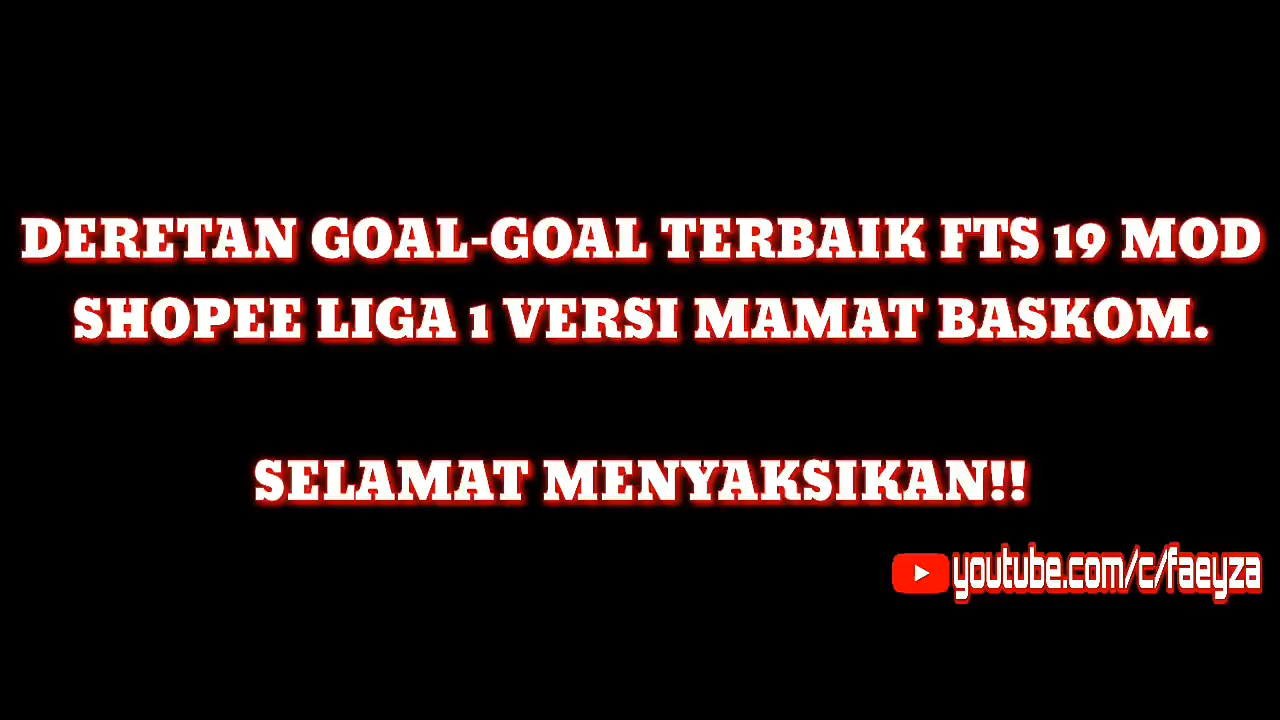 DERETAN GOAL-GOAL TERBAIK FTS 19 MOD
SHOPEE LIGA 1 VERSI MAMAT BASKOM.
SELAMAT MENYAKSIKAN!!
youtube.com/c/faeyza